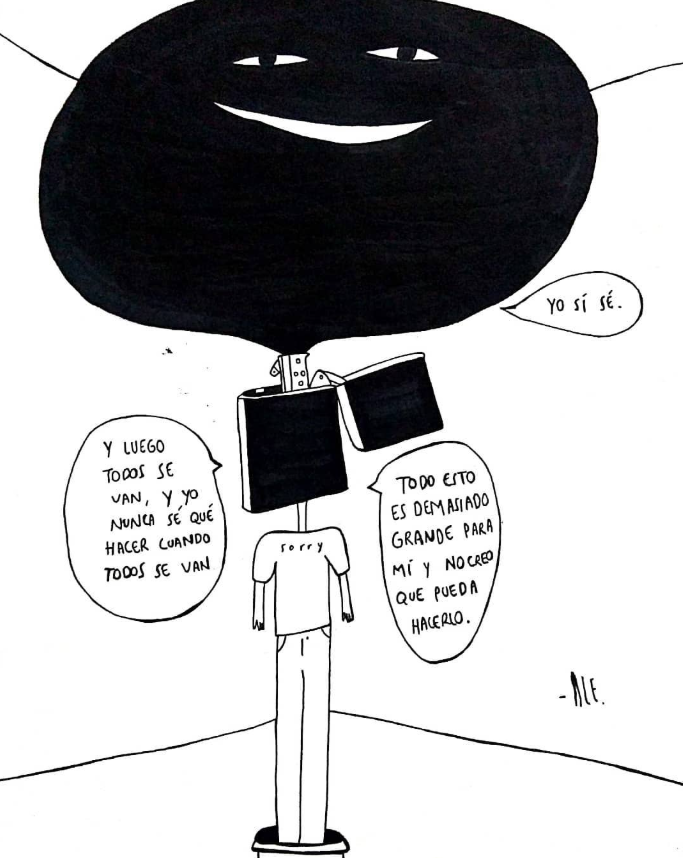 YO SÍ SÉ.
Y LUEGO
TODOS SE
VAN, Y YO
NUNCA SÉ QUÉ
HACER CUANDO
TODOS SE VAN
TODO ESTO
ES DEMASIADO
GRANDE PARA
MÍ Y NO CREO
QUE PUEDA
HACERLO.
sorry
-ALE.